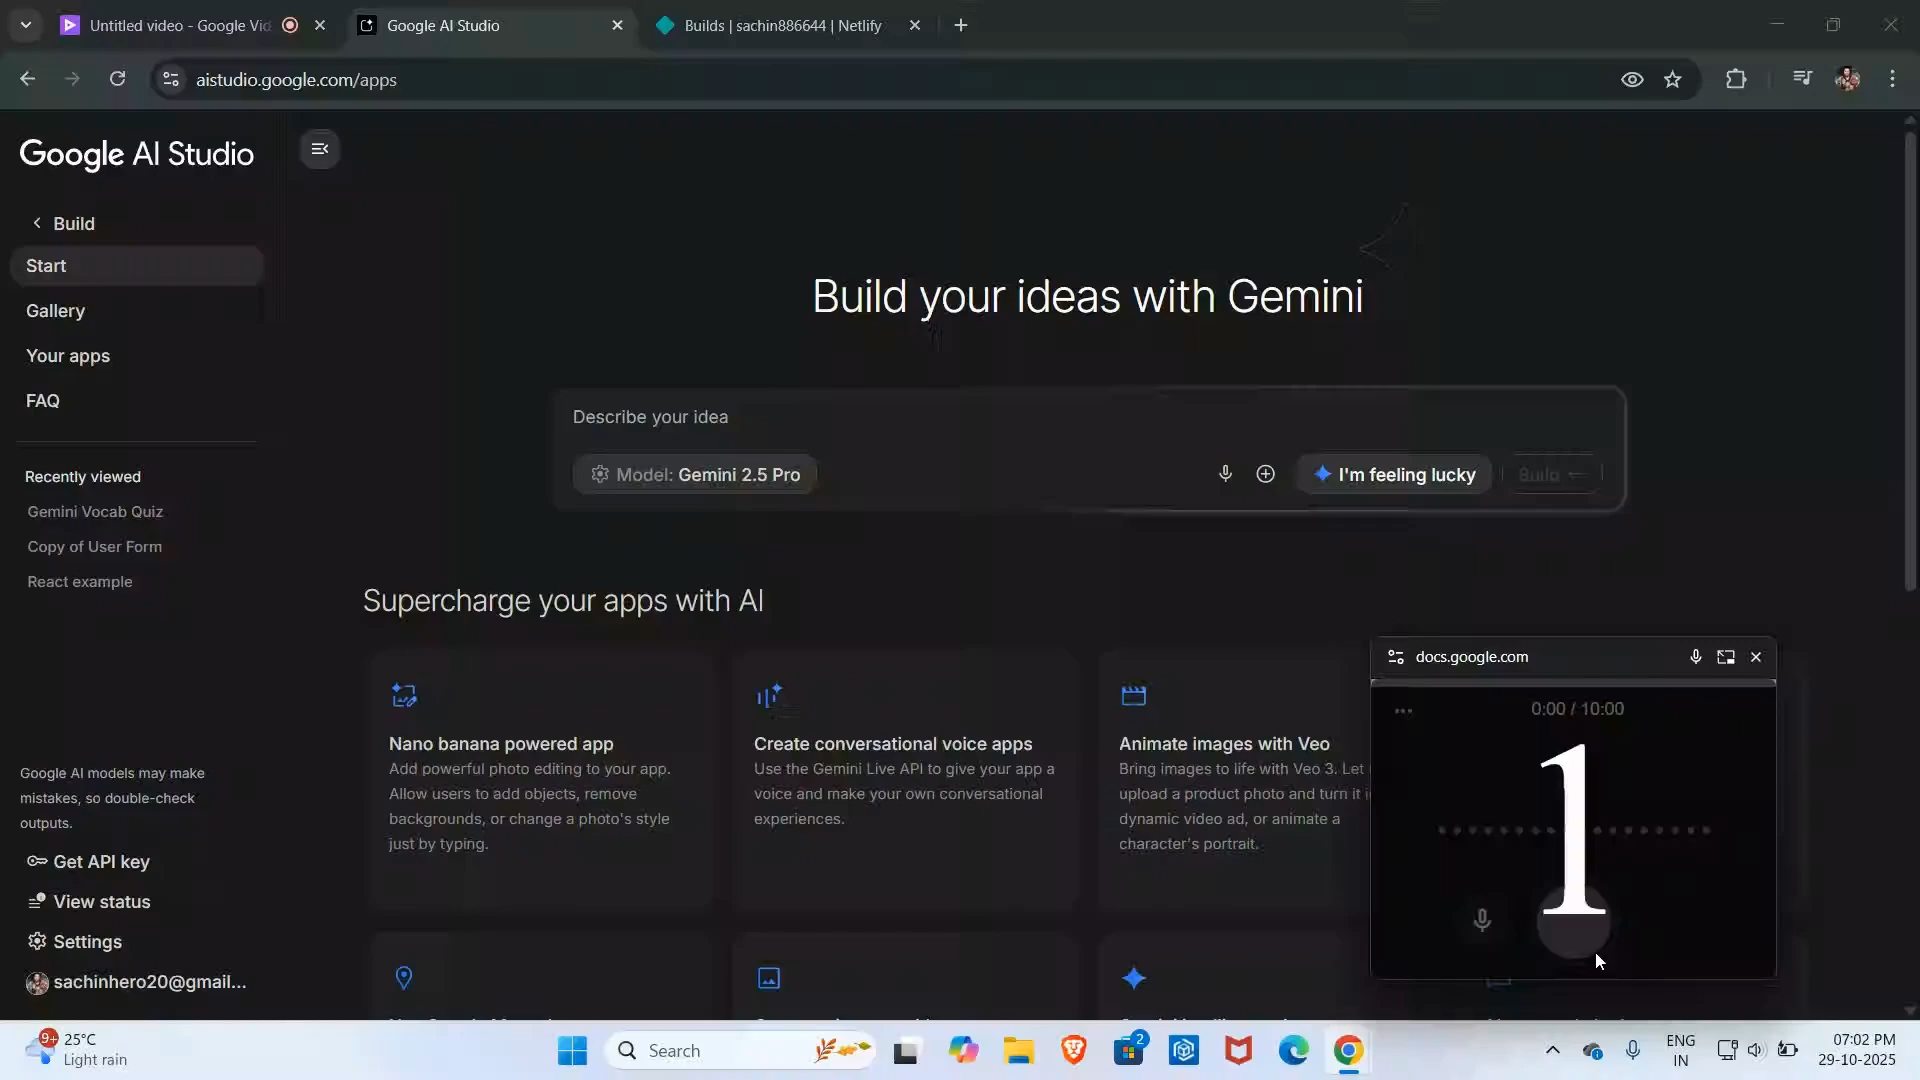 Untitled video - Google Vid
Google AI Studio
Builds | sachin886644 | Netlify
aistudio.google.com/apps
Google AI Studio
Build
Start
Gallery
Your apps
FAQ
Recently viewed
Gemini Vocab Quiz
Copy of User Form
React example
Google AI models may make
mistakes, so double-check
outputs.
Get API key
View status
Settings
sachinhero20@gmail...
Build your ideas with Gemini
Describe your idea
Model: Gemini 2.5 Pro
I'm feeling lucky
Build
Supercharge your apps with AI
Nano banana powered app
Add powerful photo editing to your app.
Allow users to add objects, remove
backgrounds, or change a photo's style
just by typing.
Create conversational voice apps
Use the Gemini Live API to give your app a
voice and make your own conversational
experiences.
Animate images with Veo
Bring images to life with Veo 3. Let
upload a product photo and turn it i
dynamic video ad, or animate a
character's portrait.
docs.google.com
0:00 / 10:00
1
9+
25°C
Light rain
Search
2
ENG
IN
07:02 PM
29-10-2025